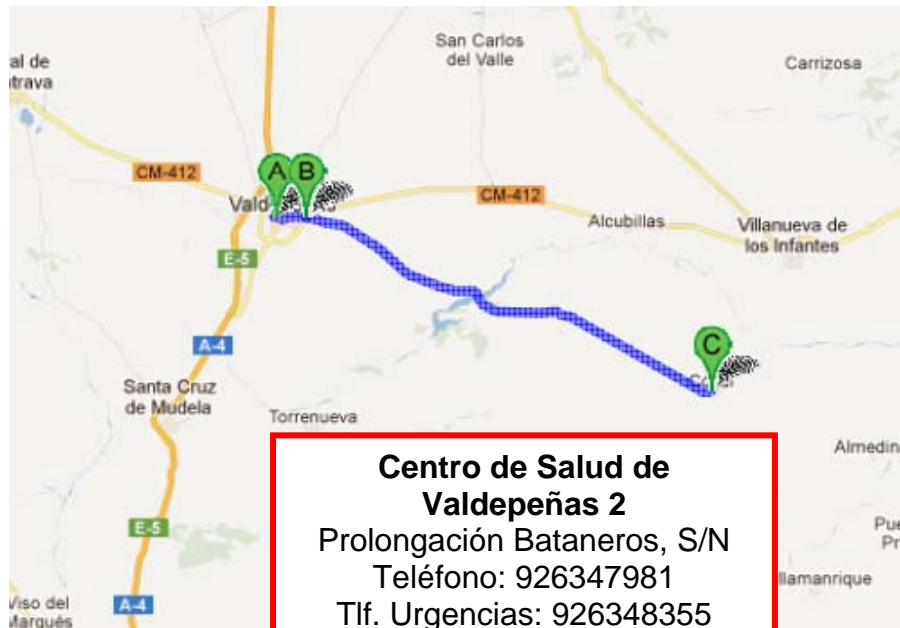 San Carlos
del Valle
al de
trava
Carrizosa
CM-412
A
B
CM-412
Vald
Alcubillas
Villanueva de
los Infantes
E-5
A-4
C
Santa Cruz
de Mudela
Torrenueva
Almedin
Centro de Salud de
Valdepeñas 2
Prolongación Bataneros, S/N
Teléfono: 926347981
Tlf. Urgencias: 926348355
E-5
Pue
Pr
llamanrique
Viso del
Marqués
A-4